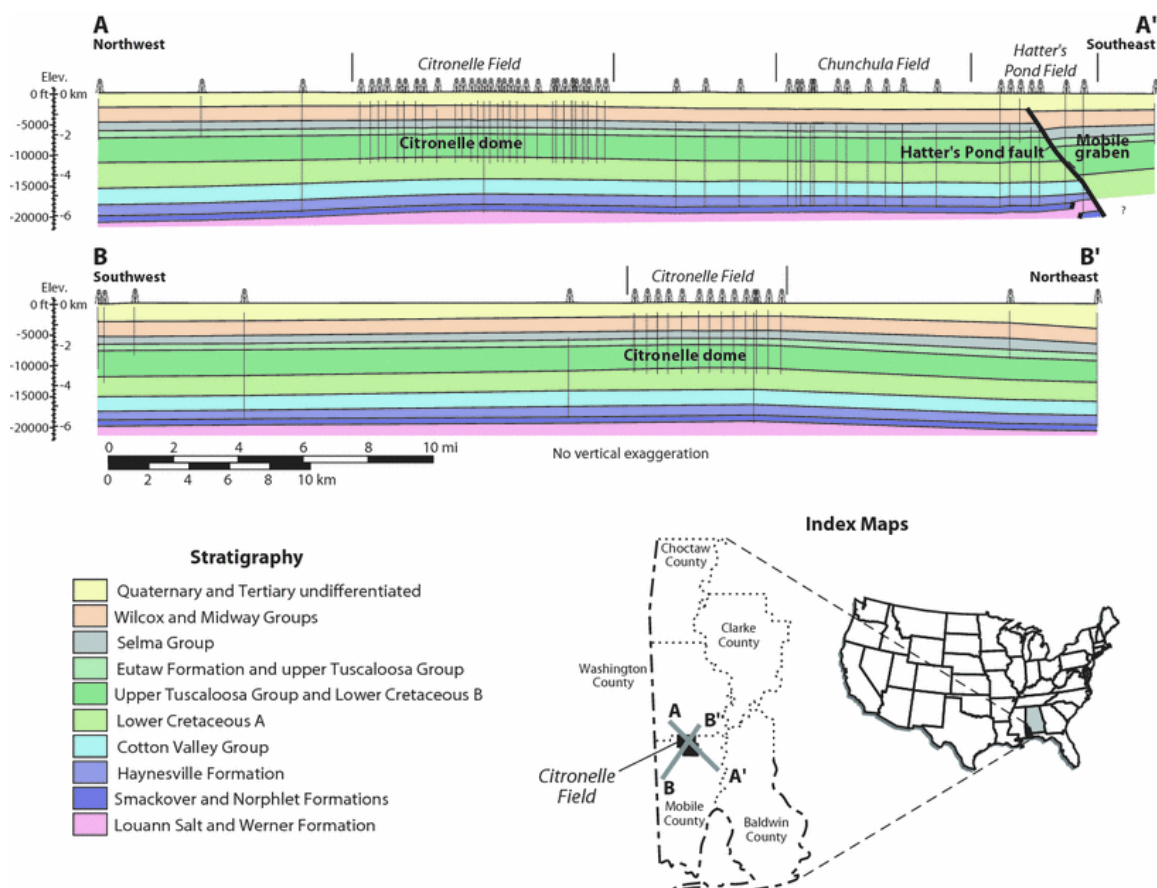 A
Northwest
Citronelle Field
Chunchula Field
Hatter's
Pond Field
A'
Southeast
Elev.
0 ft 0 km
-5000
-2
-10000
-4
-15000
-20000 -6
Citronelle dome
Hatter's Pond fault
Mobile
graben
?
B
Southwest
Citronelle Field
B'
Northeast
Elev.
0 ft 0 km
-5000
-2
-10000
-4
-15000
-20000 -6
Citronelle dome
0 2 4 6 8 10 mi
0 2 4 6 8 10 km
No vertical exaggeration
Stratigraphy
Quaternary and Tertiary undifferentiated
Wilcox and Midway Groups
Selma Group
Eutaw Formation and upper Tuscaloosa Group
Upper Tuscaloosa Group and Lower Cretaceous B
Lower Cretaceous A
Cotton Valley Group
Haynesville Formation
Smackover and Norphlet Formations
Louann Salt and Werner Formation
Index Maps
Choctaw
County
Clarke
County
Washington
County
A
B'
Citronelle
Field
B
A'
Mobile
County
Baldwin
County